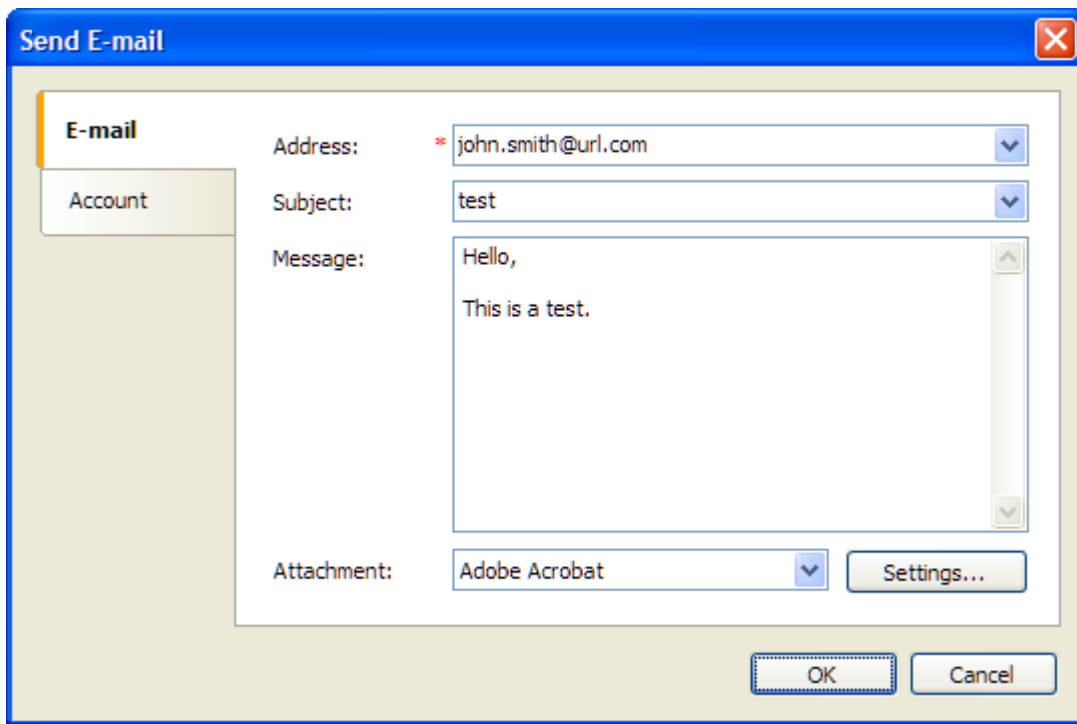 Send E-mail
E-mail
Account
Address: * john.smith@url.com
Subject: test
Message: Hello,
This is a test.
Attachment: Adobe Acrobat Settings...
OK Cancel